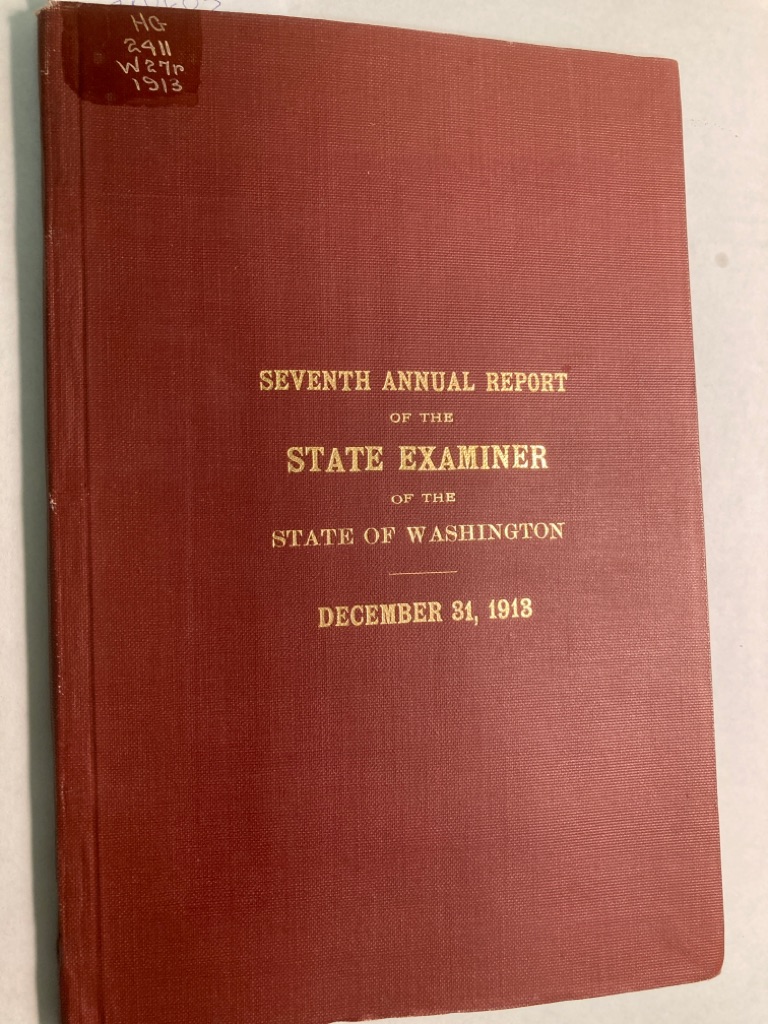 HG
2411
W27r
1913
SEVENTH ANNUAL REPORT
OF THE
STATE EXAMINER
OF THE
STATE OF WASHINGTON
DECEMBER 31, 1913